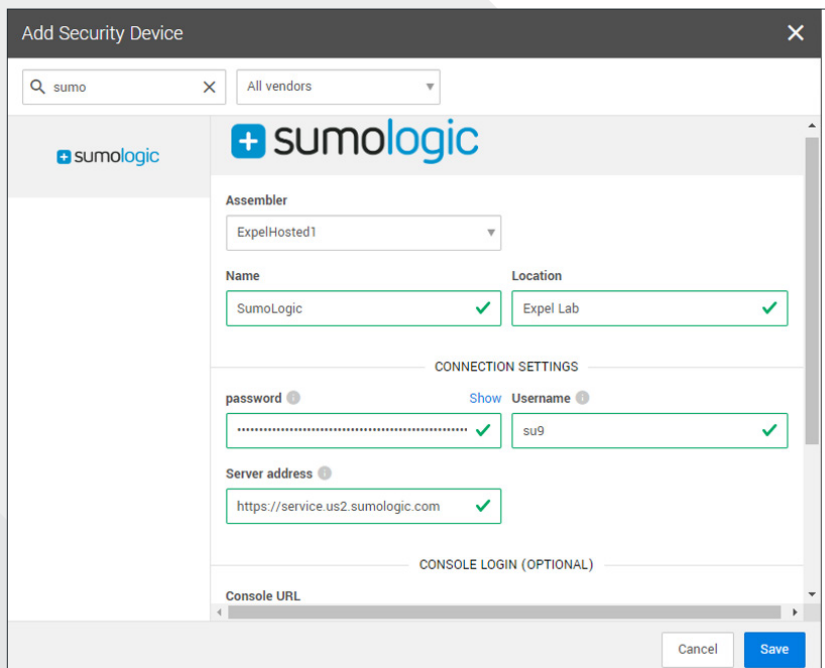 Add Security Device
sumo
All vendors
sumologic
sumologic
Assembler
ExpelHosted1
Name
Location
SumoLogic
Expel Lab
CONNECTION SETTINGS
password
Show
Username
su9
Server address
https://service.us2.sumologic.com
CONSOLE LOGIN (OPTIONAL)
Console URL
Cancel
Save